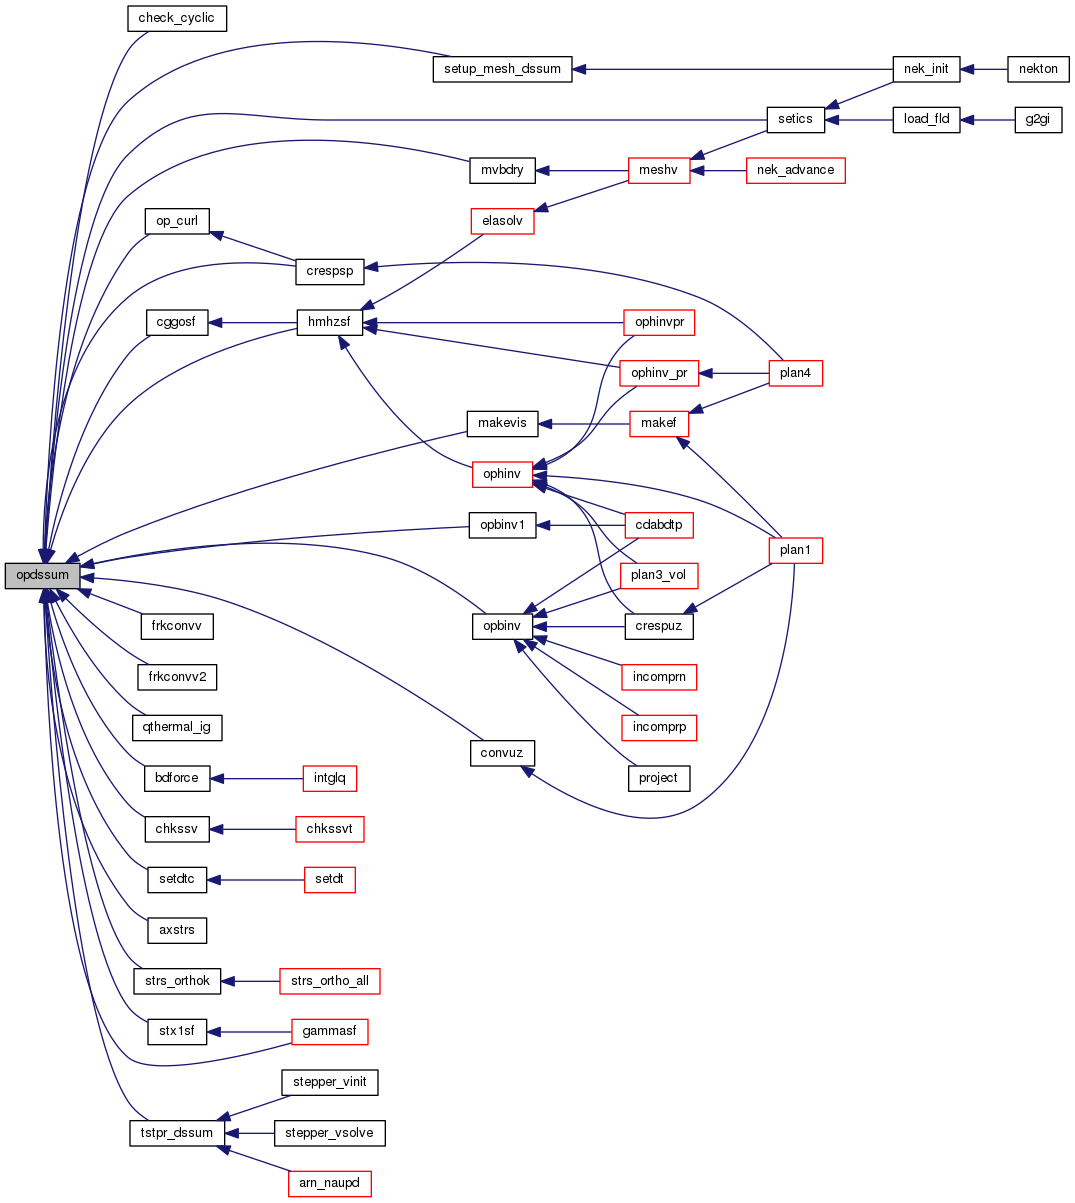 check_cyclic
setup_mesh_dssum
nek_init
nekton
setics
load_fld
g2gi
mvbdry
meshv
nek_advance
op_curl
elasolv
crespsp
cggosf
hmhzsf
ophinvpr
ophinv_pr
plan4
makevis
makef
ophinv
opbinv1
cdabdtp
plan1
opdssum
plan3_vol
frkconvv
opbinv
crespuz
frkconvv2
incomprn
qthermal_ig
incomprp
convuz
bdforce
intglq
project
chkssv
chkssvt
setdtc
setdt
axstrs
strs_orthok
strs_ortho_all
stx1sf
gammasf
stepper_vinit
tstpr_dssum
stepper_vsolve
arn_naupd